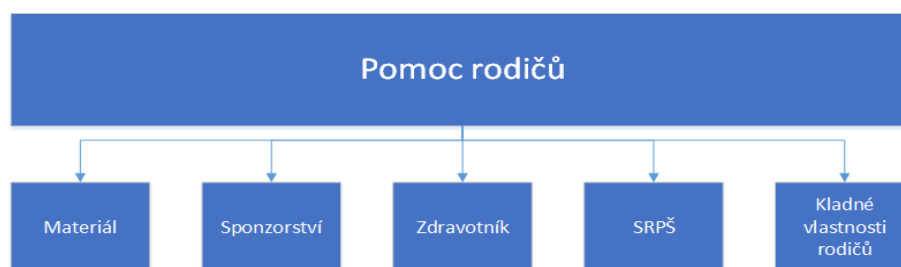 Pomoc rodičů
Materiál
Sponzorství
Zdravotník
SRPŠ
Kladné
vlastnosti
rodičů